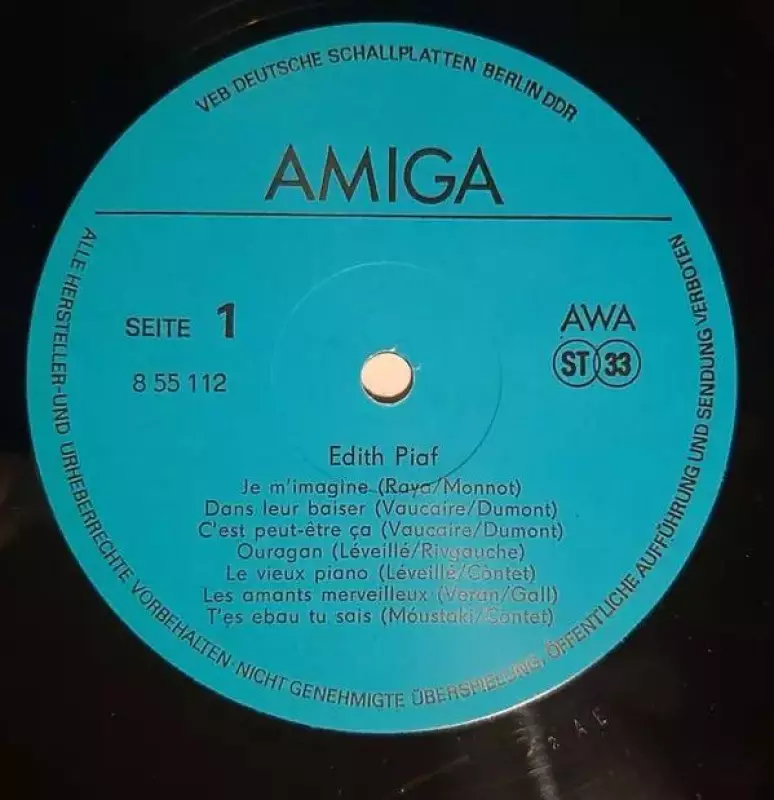 VEB DEUTSCHE SCHALLPLATTEN BERLIN DDR
AMIGA
SEITE 1
8 55 112
AWA
ST 33
Edith Piaf
Je m'imagine (Raya/Monnot)
Dans leur baiser (Vaucaire/Dumont)
C'est peut-être ça (Vaucaire/Dumont)
Ouragan (Léveillé/Rivgauche)
Le vieux piano (Léveillé/Contet)
Les amants merveilleux (Veran/Gall)
T'es ebau tu sais (Moustaki/Contet)
ALLE HERSTELLER-UND URHEBERRECHTE VORBEHALTEN · NICHT GENEHMIGTE ÜBERSPIELUNG, ÖFFENTLICHE AUFFÜHRUNG UND SENDUNG VERBOTEN